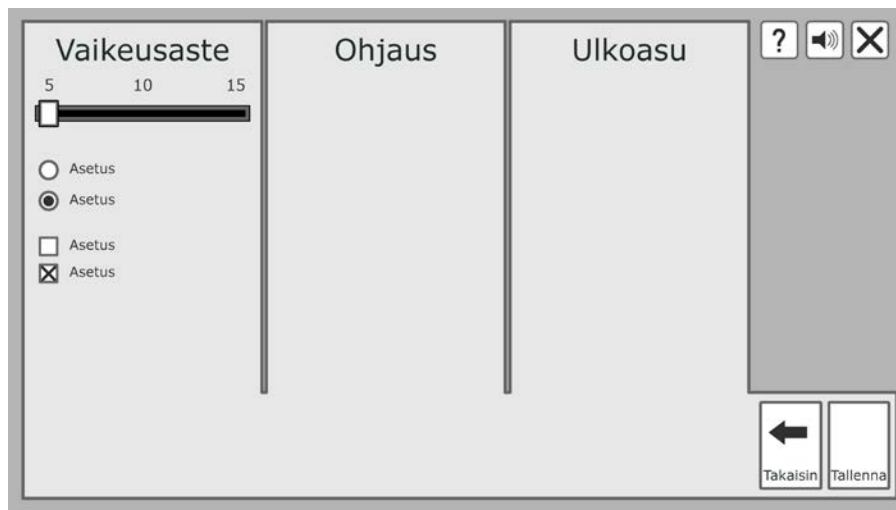 Vaikeusaste
5 10 15
Asetus
Asetus
Asetus
Asetus
Ohjaus
Ulkoasu
?
Takaisin
Tallenna